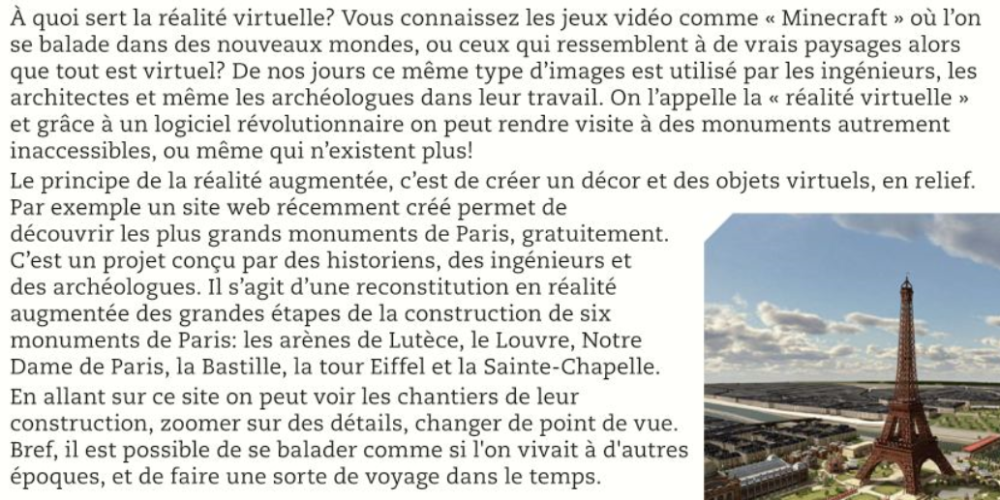 À quoi sert la réalité virtuelle? Vous connaissez les jeux vidéo comme « Minecraft » où l’on
se balade dans des nouveaux mondes, ou ceux qui ressemblent à de vrais paysages alors
que tout est virtuel? De nos jours ce même type d’images est utilisé par les ingénieurs, les
architectes et même les archéologues dans leur travail. On l’appelle la « réalité virtuelle »
et grâce à un logiciel révolutionnaire on peut rendre visite à des monuments autrement
inaccessibles, ou même qui n’existent plus!
Le principe de la réalité augmentée, c’est de créer un décor et des objets virtuels, en relief.
Par exemple un site web récemment créé permet de
découvrir les plus grands monuments de Paris, gratuitement.
C’est un projet conçu par des historiens, des ingénieurs et
des archéologues. Il s’agit d’une reconstitution en réalité
augmentée des grandes étapes de la construction de six
monuments de Paris: les arènes de Lutèce, le Louvre, Notre
Dame de Paris, la Bastille, la tour Eiffel et la Sainte-Chapelle.
En allant sur ce site on peut voir les chantiers de leur
construction, zoomer sur des détails, changer de point de vue.
Bref, il est possible de se balader comme si l'on vivait à d'autres
époques, et de faire une sorte de voyage dans le temps.